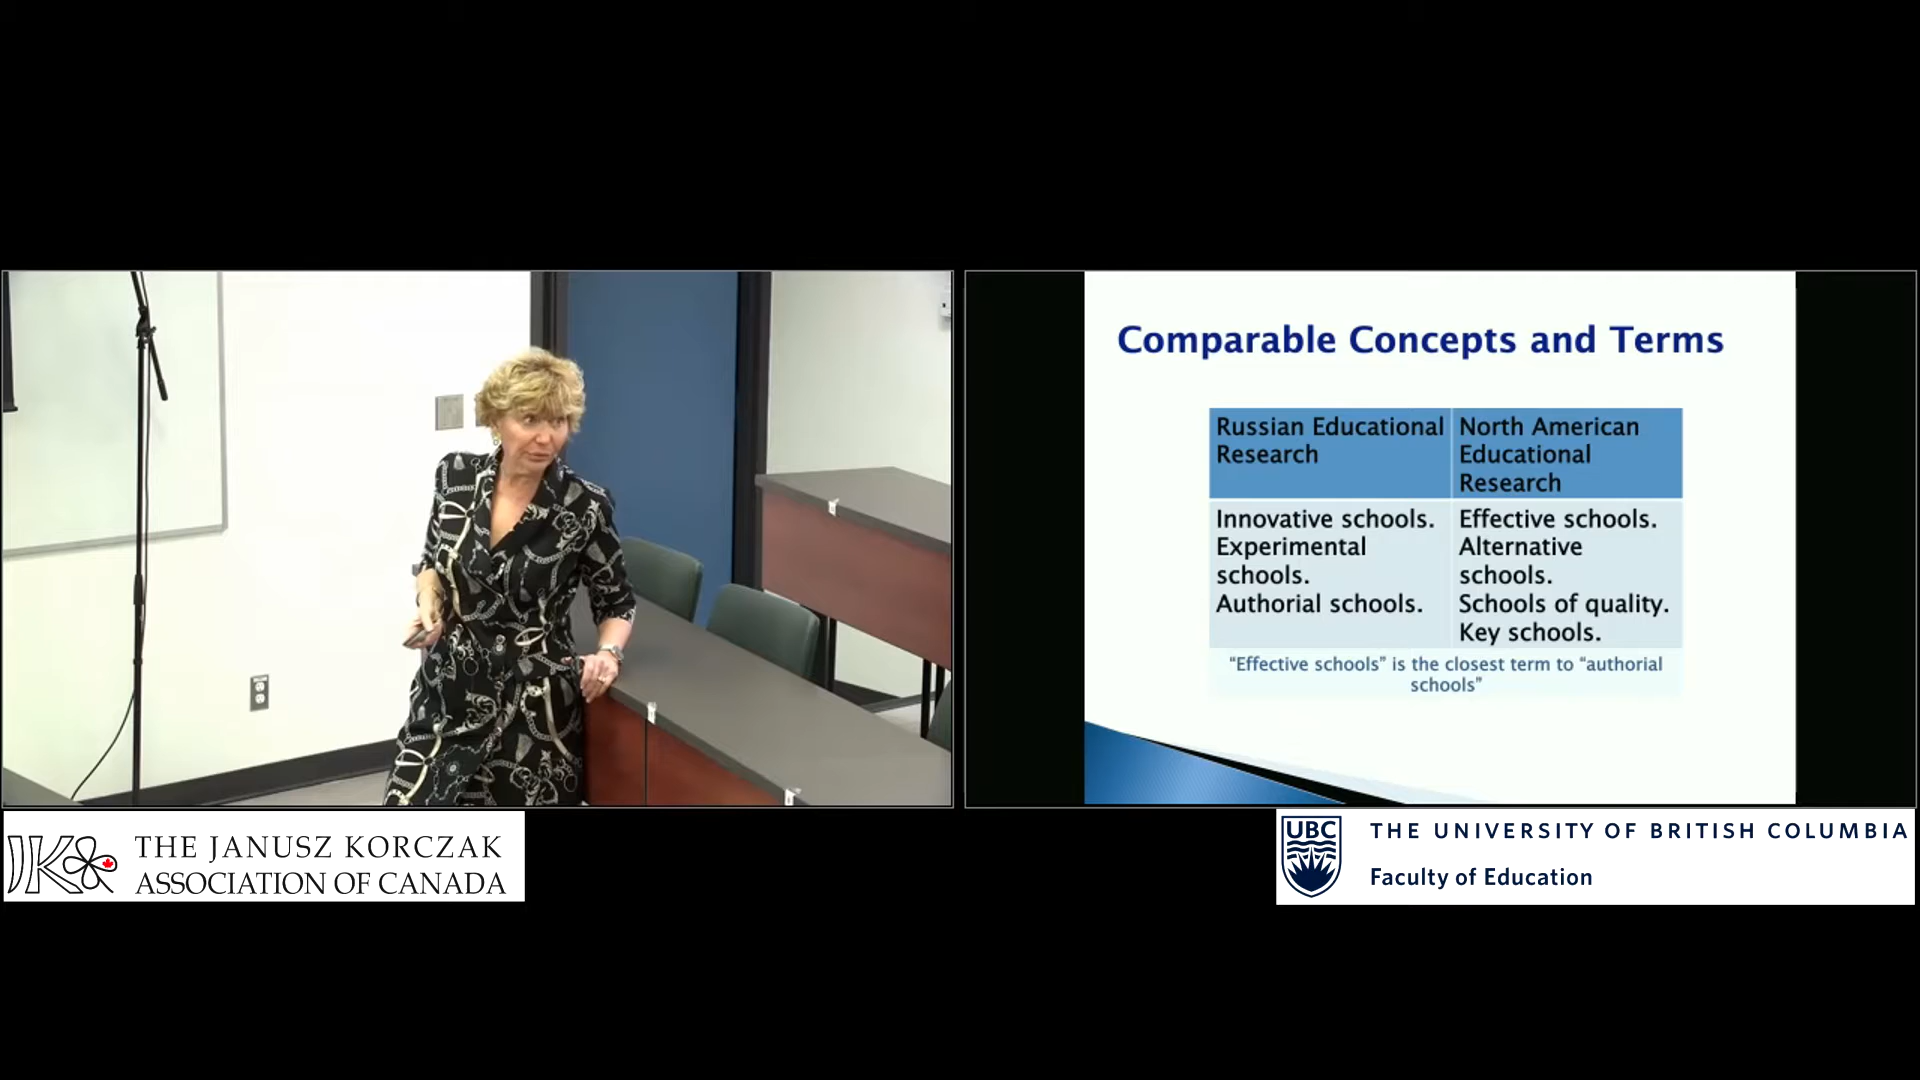 Comparable Concepts and Terms
Russian Educational
Research
North American
Educational
Research
Innovative schools.
Experimental
schools.
Authorial schools.
Effective schools.
Alternative
schools.
Schools of quality.
Key schools.
“Effective schools” is the closest term to “authorial
schools”
THE JANUSZ KORCZAK
ASSOCIATION OF CANADA
UBC
THE UNIVERSITY OF BRITISH COLUMBIA
Faculty of Education